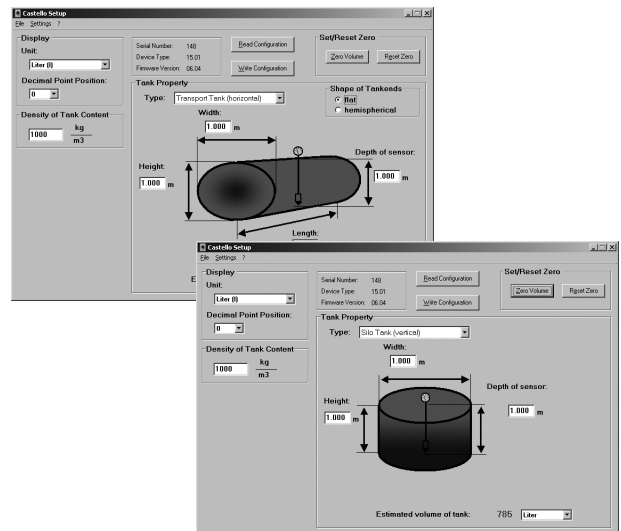 Castello Setup
File Settings ?
Display
Unit:
Liter (l)
Decimal Point Position:
0
Density of Tank Content
1000 kg
m3
Serial Number: 148
Device Type: 15.01
Firmware Version: 06.04
Read Configuration
Write Configuration
Set/Reset Zero
Zero Volume Reset Zero
Tank Property
Type: Transport Tank (horizontal)
Shape of Tankends
flat
hemispherical
Width:
1.000 m
Height:
1.000 m
Depth of sensor:
1.000 m
Length:
E
Castello Setup
File Settings ?
Display
Unit:
Liter (l)
Decimal Point Position:
0
Density of Tank Content
1000 kg
m3
Serial Number: 148
Device Type: 15.01
Firmware Version: 06.04
Read Configuration
Write Configuration
Set/Reset Zero
Zero Volume Reset Zero
Tank Property
Type: Silo Tank (vertical)
Width:
1.000 m
Height:
1.000 m
Depth of sensor:
1.000 m
Estimated volume of tank: 785 Liter